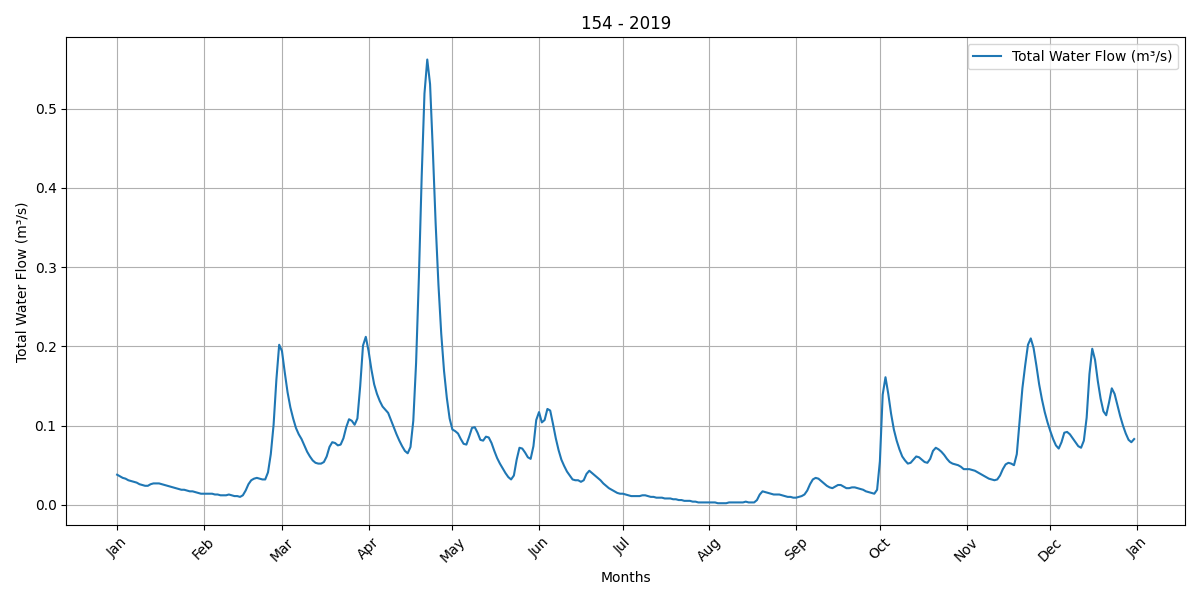 154 - 2019
Total Water Flow (m³/s)
Total Water Flow (m³/s)
0.5
0.4
0.3
0.2
0.1
0.0
Jan Feb Mar Apr May Jun Jul Aug Sep Oct Nov Dec Jan
Months